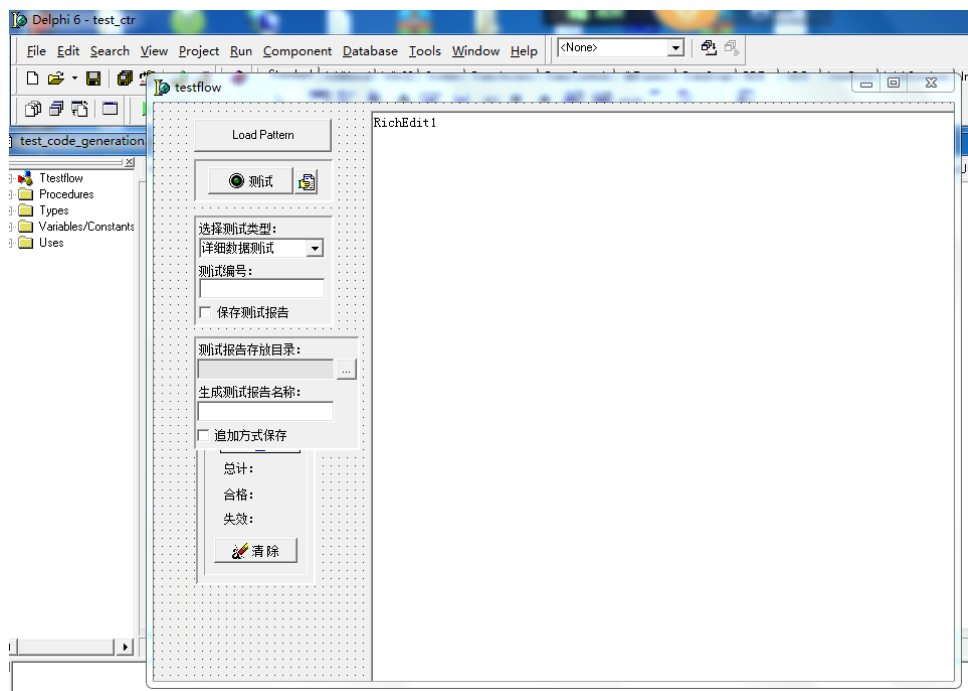 Delphi 6 - test_ctr
File Edit Search View Project Run Component Database Tools Window Help <None>
testflow
test_code_generation
Ttestflow
Procedures
Types
Variables/Constants
Uses
Load Pattern
测试
选择测试类型:
详细数据测试
测试编号:
保存测试报告
测试报告存放目录:
...
生成测试报告名称:
追加方式保存
总计:
合格:
失效:
清除
RichEdit1